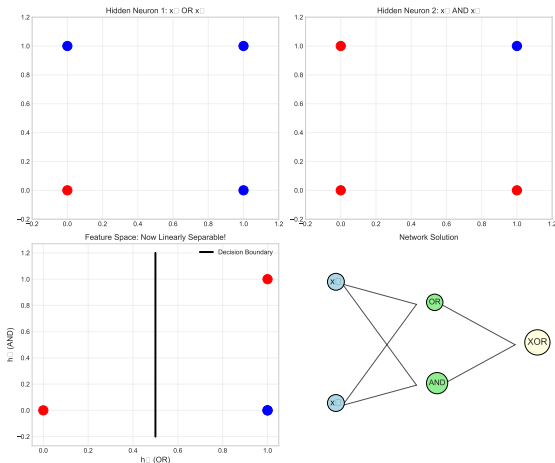 Hidden Neuron 1: x□ OR x□
1.2
1.0
0.8
0.6
0.4
0.2
0.0
−0.2
−0.2 0.0 0.2 0.4 0.6 0.8 1.0 1.2
Hidden Neuron 2: x□ AND x□
1.2
1.0
0.8
0.6
0.4
0.2
0.0
−0.2
−0.2 0.0 0.2 0.4 0.6 0.8 1.0 1.2
Feature Space: Now Linearly Separable!
Decision Boundary
h□ (AND)
1.2
1.0
0.8
0.6
0.4
0.2
0.0
−0.2
0.0 0.2 0.4 0.6 0.8 1.0
h□ (OR)
Network Solution
x□
OR
XOR
AND
x□